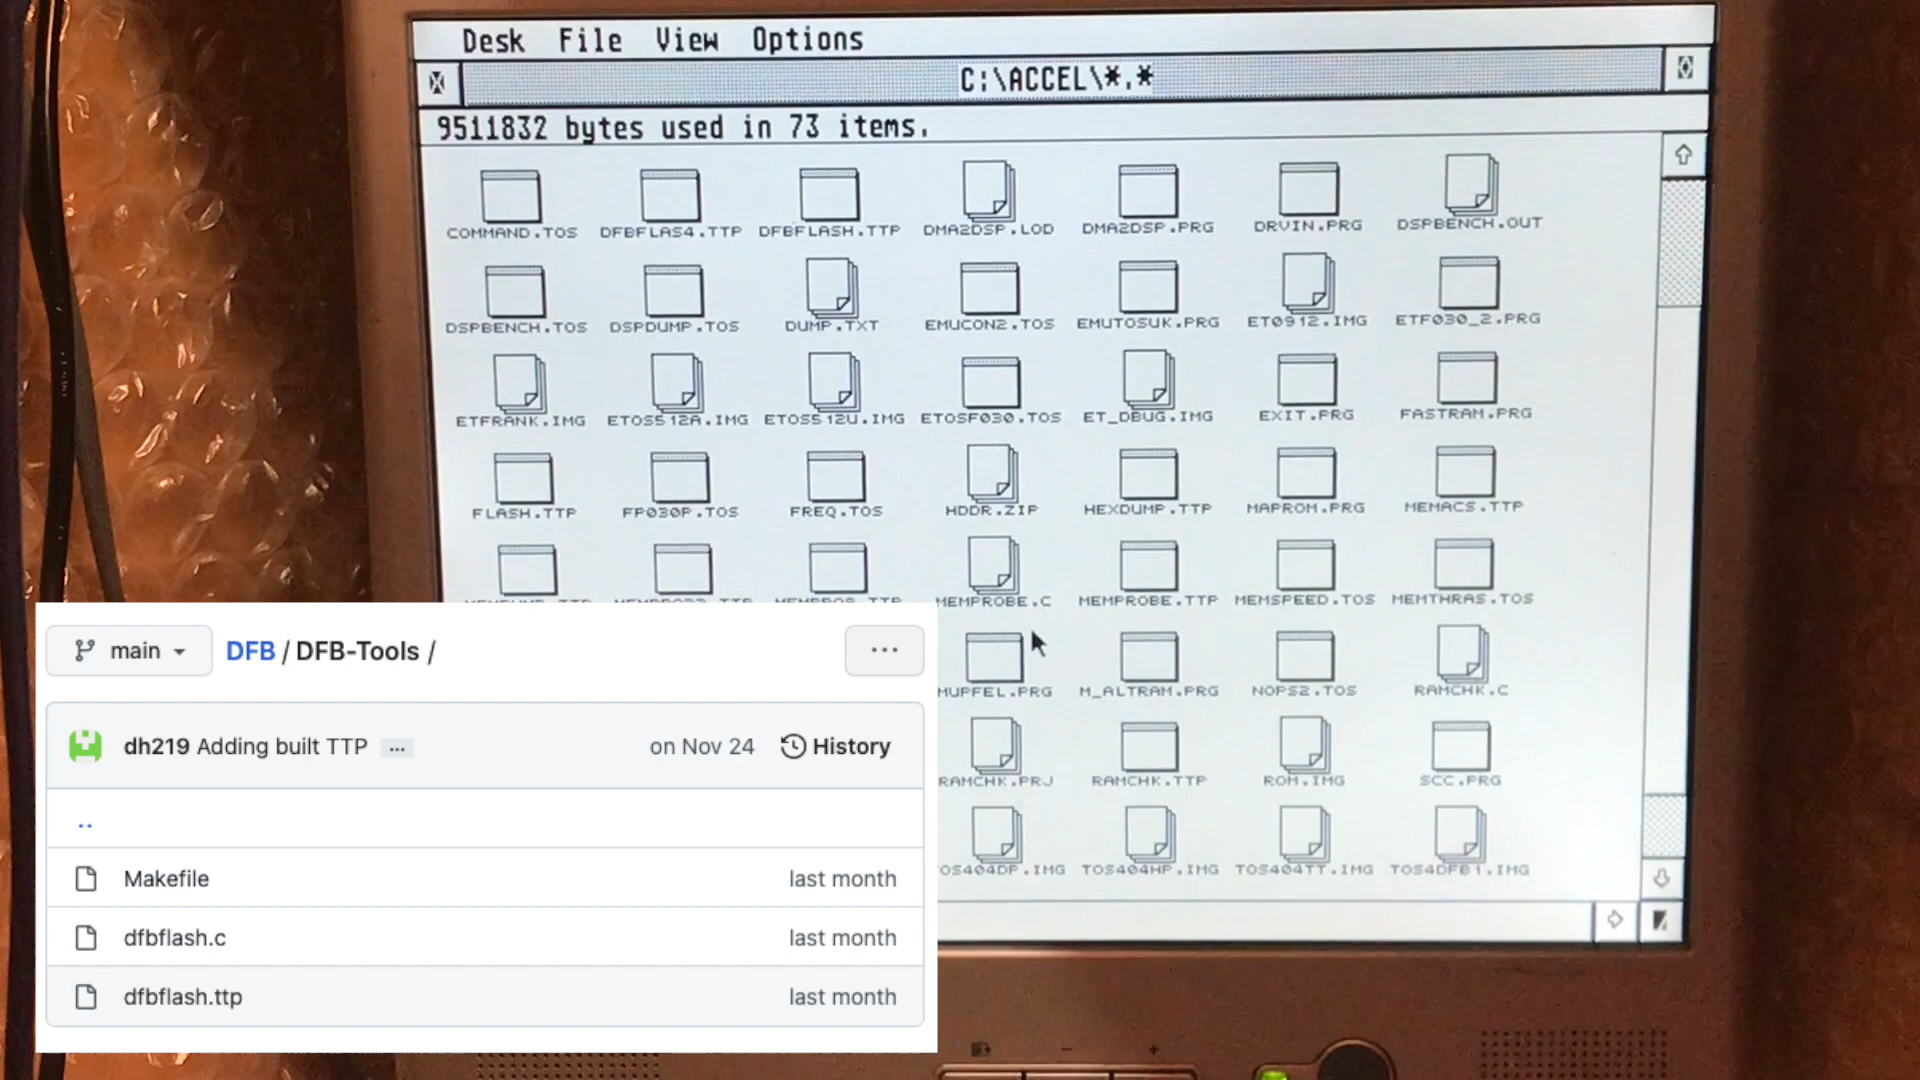 Desk File View Options
C:\ACCEL\*.*
9511832 bytes used in 73 items.
COMMAND.TOS DFBFLAS4.TTP DFBFLASH.TTP DMA2DSP.LOD DMA2DSP.PRG DRVIN.PRG DSPBENCH.OUT
DSPBENCH.TOS DSPDUMP.TOS DUMP.TXT EMUCON2.TOS EMUTOSUK.PRG ET0912.IMG ETF030_2.PRG
ETFRANK.IMG ETOS512A.IMG ETOS512U.IMG ETOSF030.TOS ET_DBUG.IMG EXIT.PRG FASTRAM.PRG
FLASH.TTP FP030P.TOS FREQ.TOS HDDR.ZIP HEXDUMP.TTP MAPROM.PRG MEMACS.TTP
MEMPROBE.C MEMPROBE.TTP MEMSPEED.TOS MEMTHRAS.TOS
MUPFEL.PRG M_ALTRAM.PRG NOPS2.TOS RAMCHK.C
RAMCHK.PRJ RAMCHK.TTP ROM.IMG SCC.PRG
OS404DF.IMG TOS404HP.IMG TOS404TT.IMG TOS4DFB1.IMG
main DFB / DFB-Tools / ...
dh219 Adding built TTP ... on Nov 24 History
..
Makefile last month
dfbflash.c last month
dfbflash.ttp last month